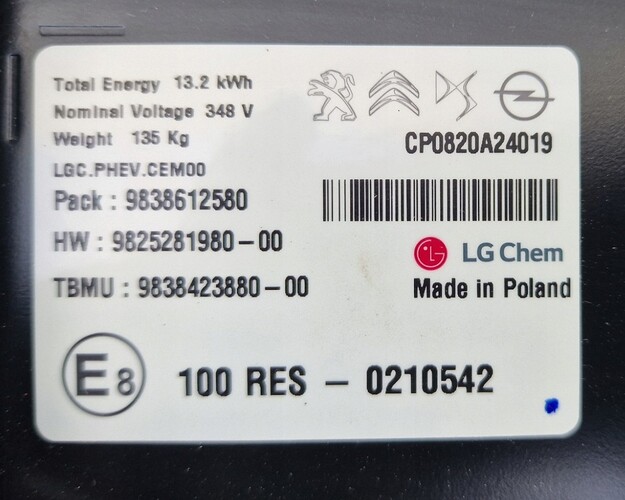 Total Energy 13.2 kWh
Nominal Voltage 348 V
Weight 135 Kg
CP0820A24019
LGC.PHEV.CEM00
Pack : 9838612580
HW : 9825281980-00
LG Chem
TBMU : 9838423880-00
Made in Poland
E8
100 RES - 0210542